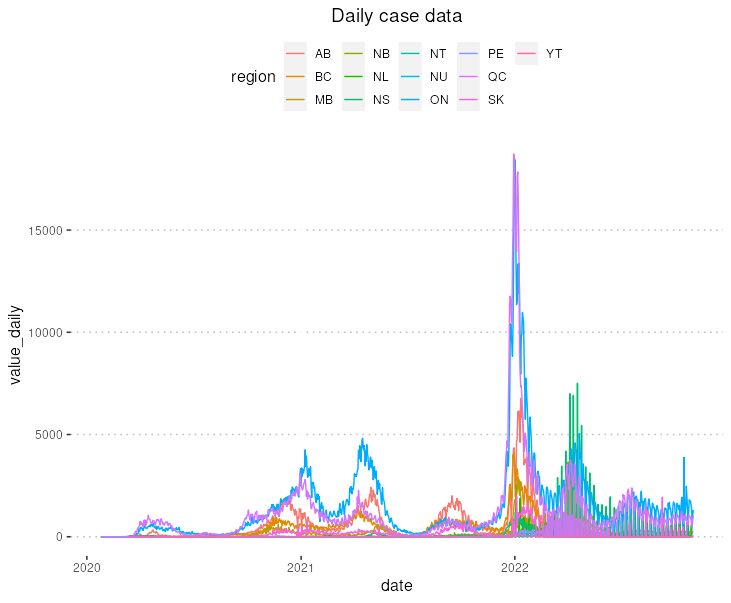 Daily case data
AB NB NT PE YT
region BC NL NU QC
MB NS ON SK
15000
10000
5000
0
value_daily
2020 2021 2022
date